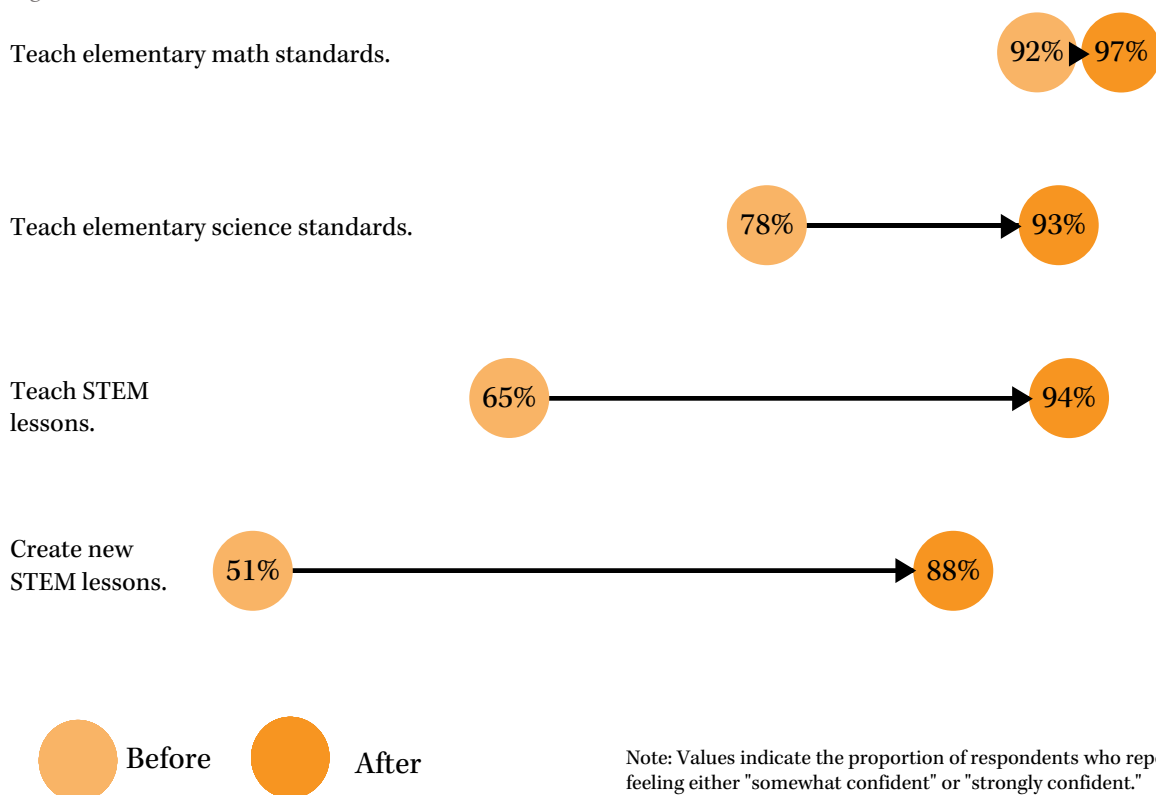 Teach elementary math standards.
92% 97%
Teach elementary science standards.
78% 93%
Teach STEM
lessons.
65% 94%
Create new
STEM lessons.
51% 88%
Before After
Note: Values indicate the proportion of respondents who
feeling either "somewhat confident" or "strongly confident."